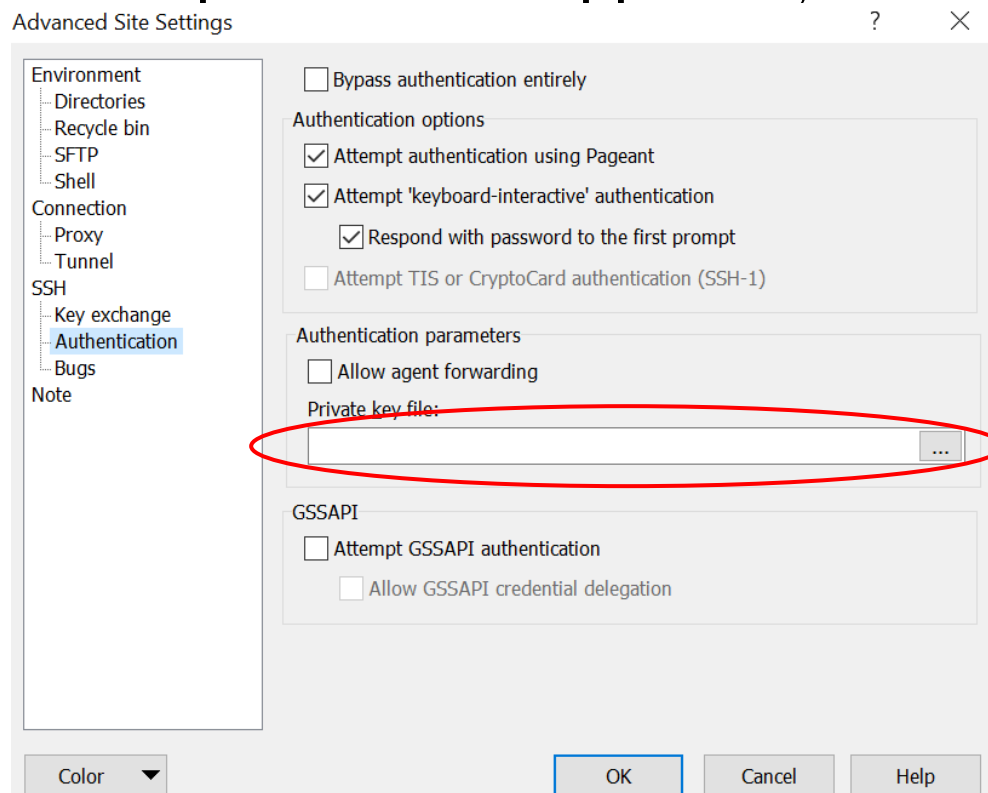 Advanced Site Settings ?
Environment
Directories
Recycle bin
SFTP
Shell
Connection
Proxy
Tunnel
SSH
Key exchange
Authentication
Bugs
Note
Bypass authentication entirely
Authentication options
Attempt authentication using Pageant
Attempt 'keyboard-interactive' authentication
Respond with password to the first prompt
Attempt TIS or CryptoCard authentication (SSH-1)
Authentication parameters
Allow agent forwarding
Private key file:
...
GSSAPI
Attempt GSSAPI authentication
Allow GSSAPI credential delegation
Color
OK
Cancel
Help